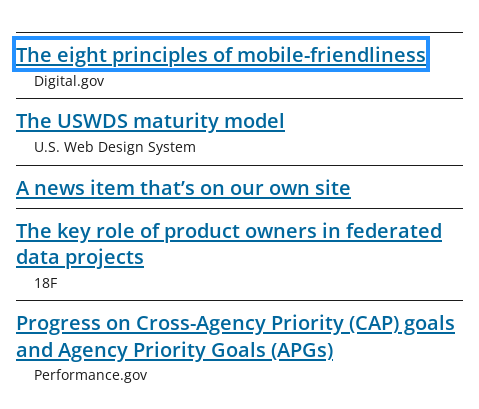 The eight principles of mobile-friendliness
Digital.gov
The USWDS maturity model
U.S. Web Design System
A news item that’s on our own site
The key role of product owners in federated
data projects
18F
Progress on Cross-Agency Priority (CAP) goals
and Agency Priority Goals (APGs)
Performance.gov